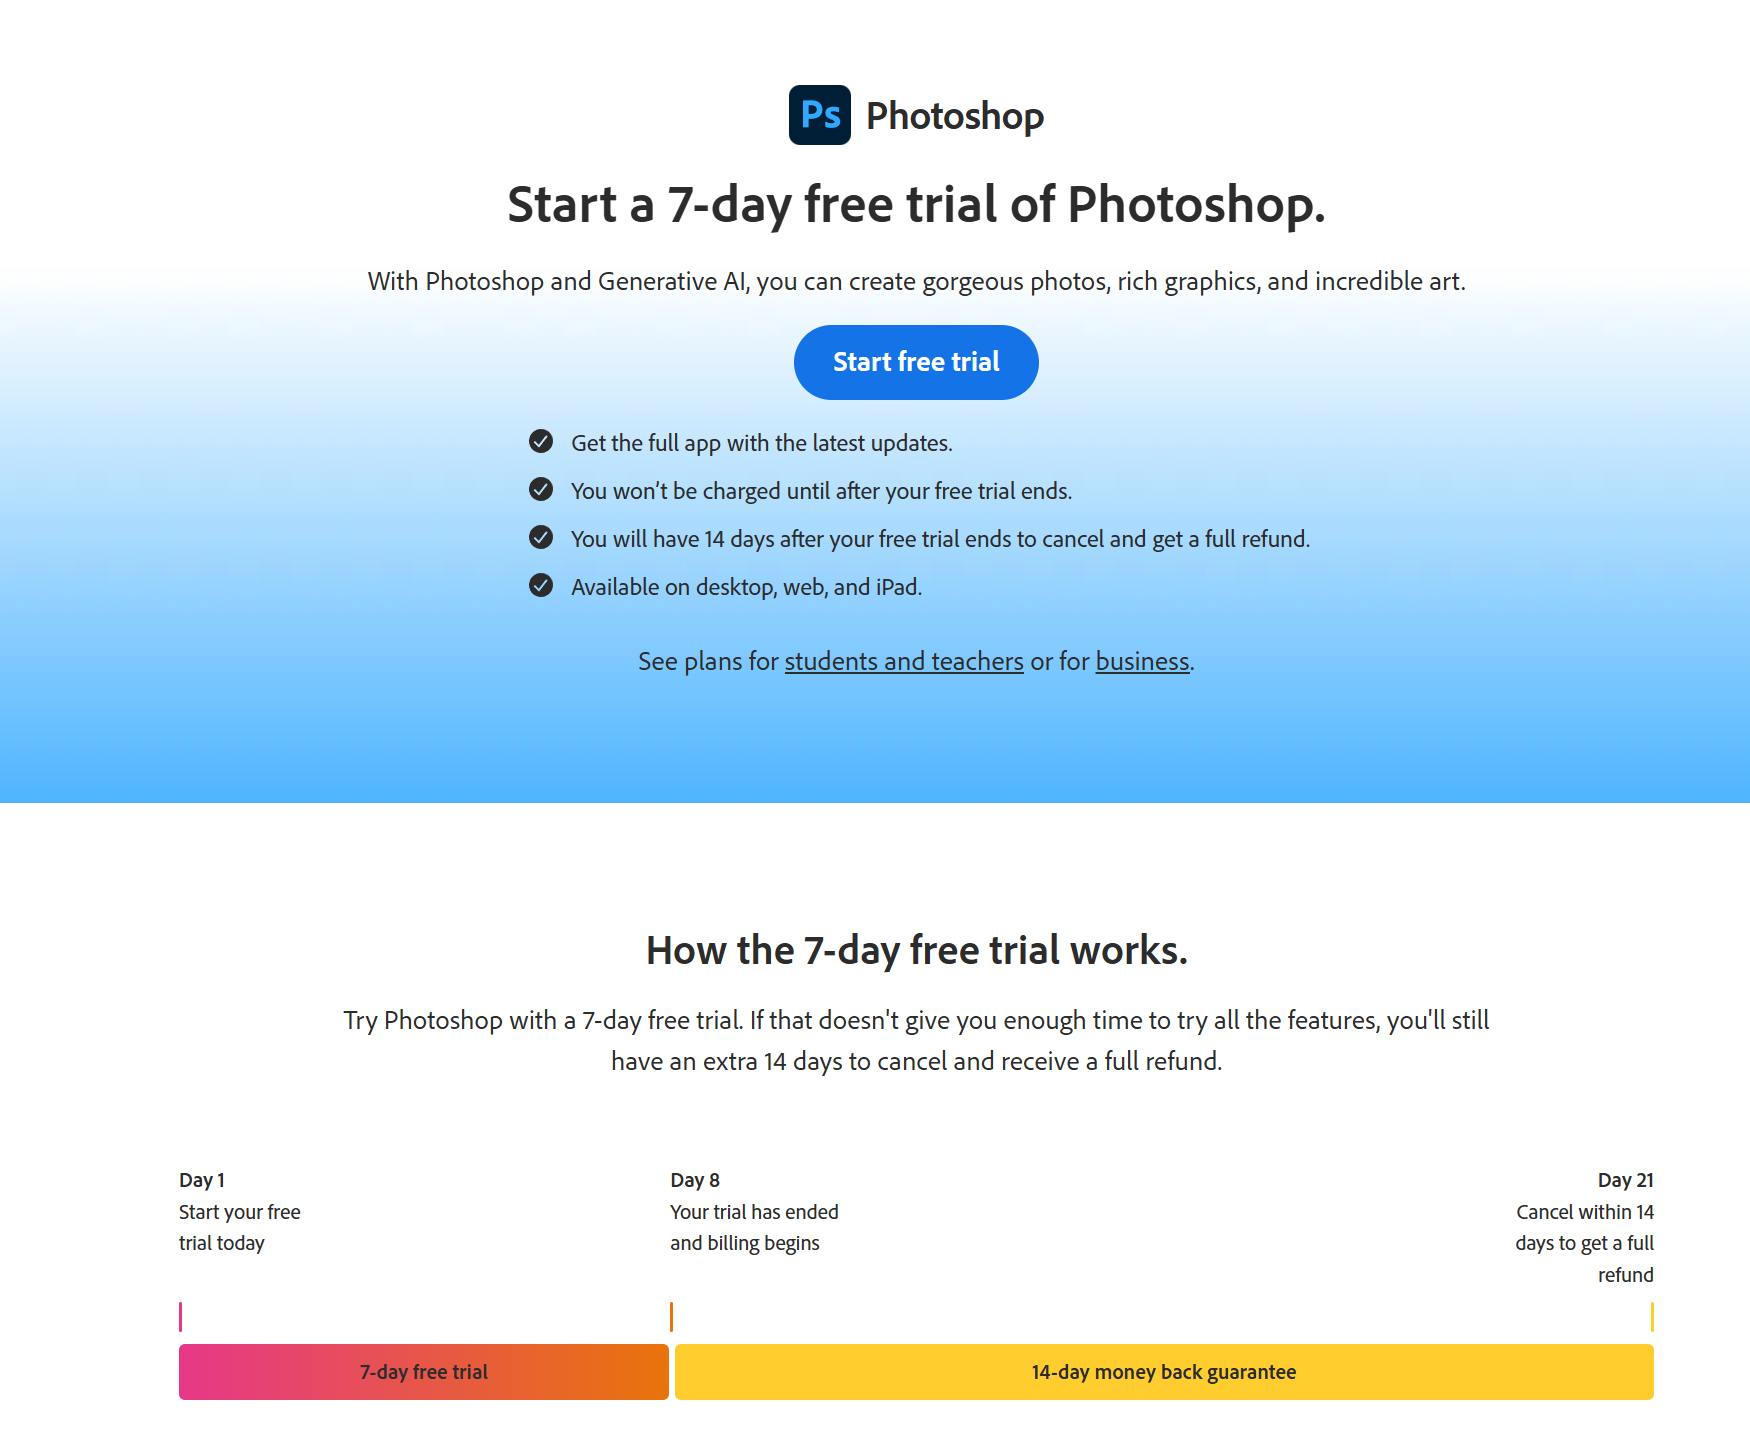 Ps Photoshop
Start a 7-day free trial of Photoshop.
With Photoshop and Generative AI, you can create gorgeous photos, rich graphics, and incredible art.
Start free trial
Get the full app with the latest updates.
You won’t be charged until after your free trial ends.
You will have 14 days after your free trial ends to cancel and get a full refund.
Available on desktop, web, and iPad.
See plans for students and teachers or for business.
How the 7-day free trial works.
Try Photoshop with a 7-day free trial. If that doesn't give you enough time to try all the features, you'll still
have an extra 14 days to cancel and receive a full refund.
Day 1
Start your free
trial today
Day 8
Your trial has ended
and billing begins
Day 21
Cancel within 14
days to get a full
refund
7-day free trial
14-day money back guarantee